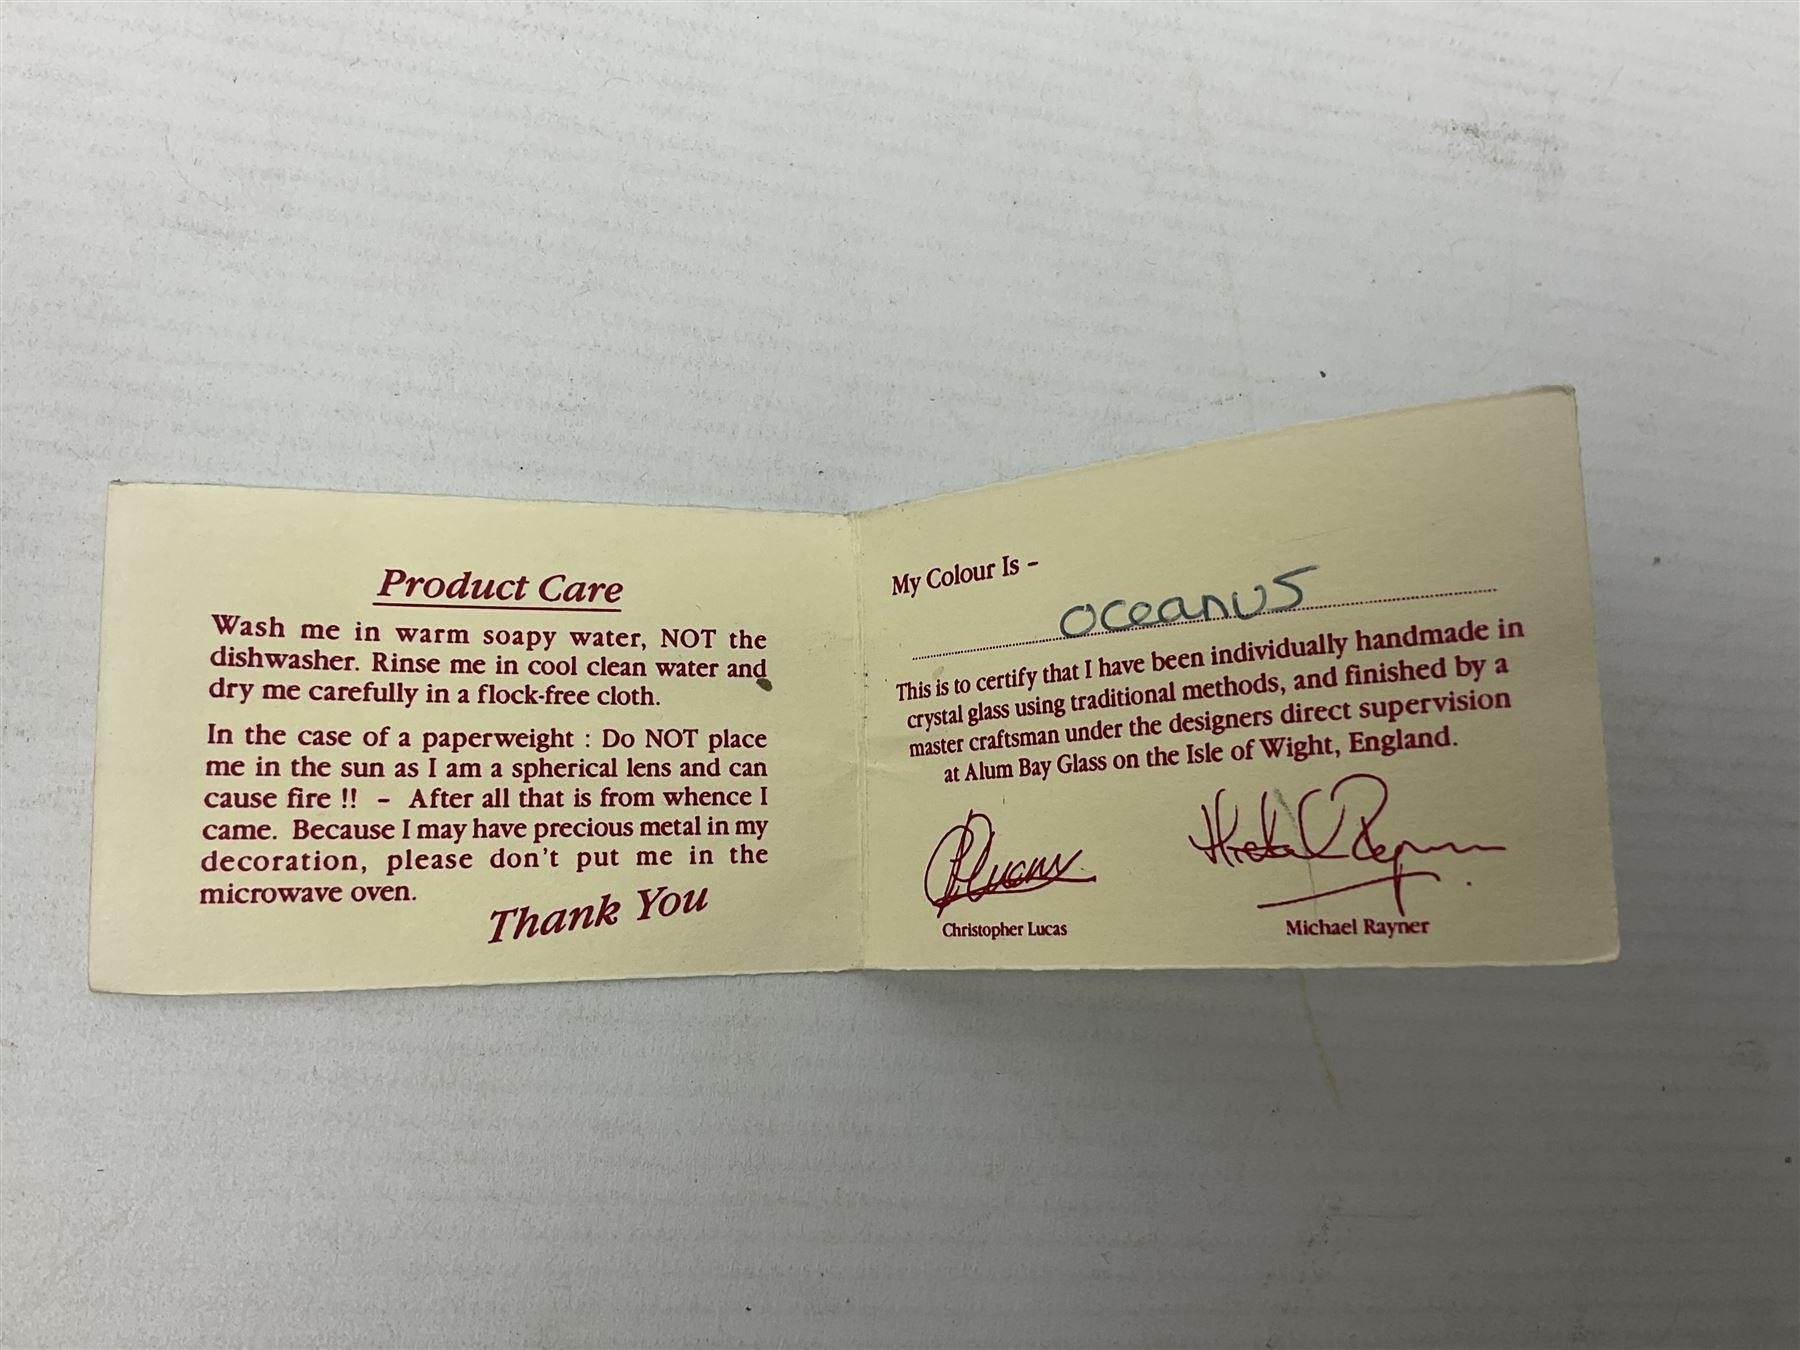 Product Care
Wash me in warm soapy water, NOT the
dishwasher. Rinse me in cool clean water and
dry me carefully in a flock-free cloth.
In the case of a paperweight : Do NOT place
me in the sun as I am a spherical lens and can
cause fire !! – After all that is from whence I
came. Because I may have precious metal in my
decoration, please don't put me in the
microwave oven.
Thank You
My Colour Is –
Oceanus
This is to certify that I have been individually handmade in
crystal glass using traditional methods, and finished by a
master craftsman under the designers direct supervision
at Alum Bay Glass on the Isle of Wight, England.
C Lucas
Michael Rayner
Christopher Lucas
Michael Rayner